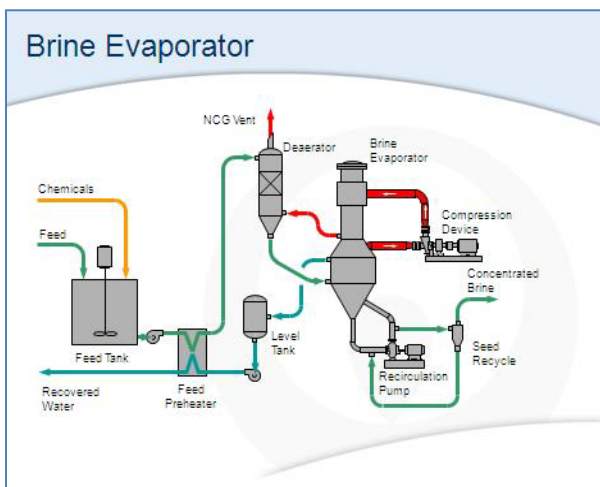 Brine Evaporator
NCG Vent
Deaerator
Brine
Evaporator
Chemicals
Compression
Device
Feed
Concentrated
Brine
Feed Tank
Level
Tank
Seed
Recycle
Recovered
Water
Feed
Preheater
Recirculation
Pump